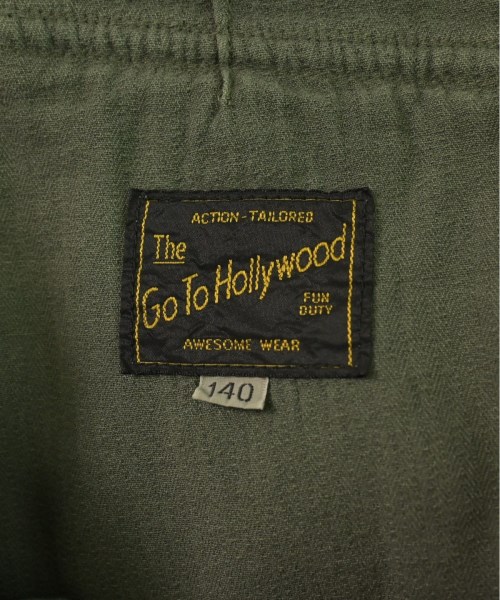 ACTION-TAILORED
The
Go To Hollywood
FUN
DUTY
AWESOME WEAR
140